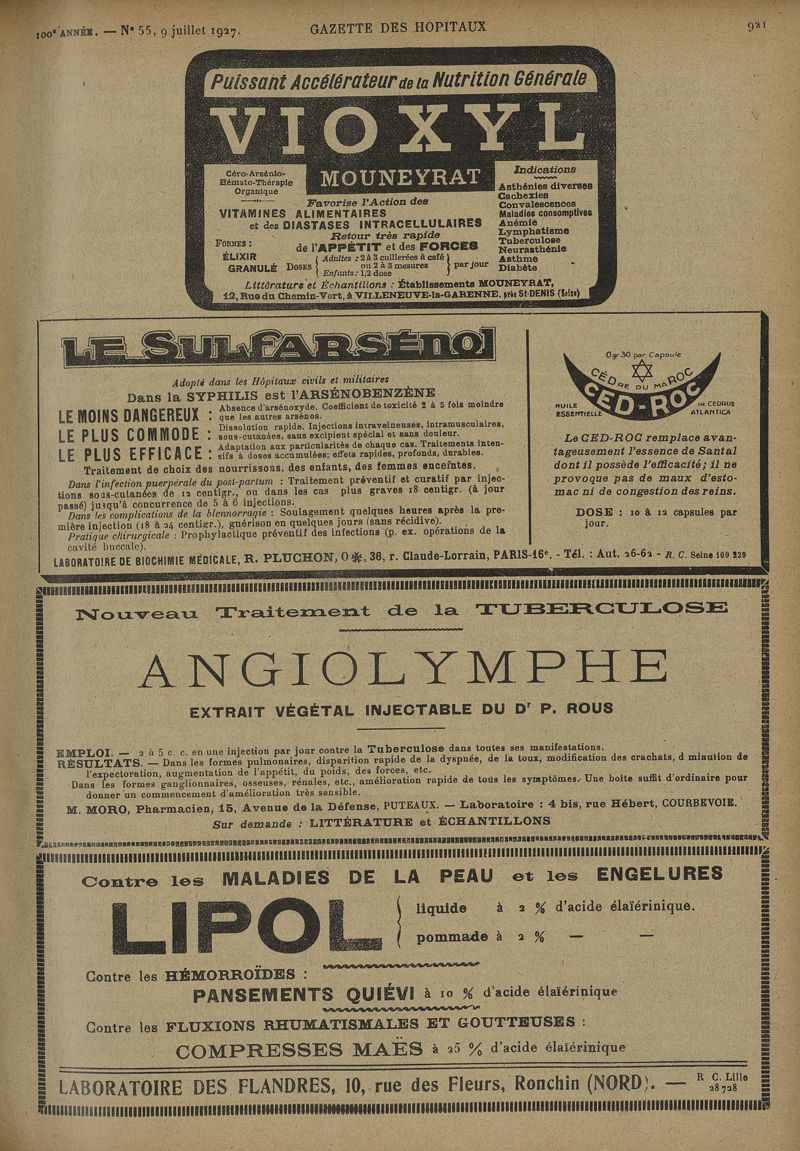 100e ANNÉE. — N° 55, 9 juillet 1927.
GAZETTE DES HOPITAUX
921
Puissant Accélérateur de la Nutrition Générale
VIOXYL
MOUNEYRAT
Céro-Arsénio-
Hémato-Thérapie
Organique
Favorise l'Action des
VITAMINES ALIMENTAIRES
et des DIASTASES INTRACELLULAIRES
Retour très rapide
de l'APPÉTIT et des FORCES
FORMES :
ÉLIXIR
GRANULÉ
DOSES
Adultes : 2 à 3 cuillerées à café
ou 2 à 3 mesures
Enfants : 1/2 dose
par jour
Indications
Asthénies diverses
Cachexies
Convalescences
Maladies consomptives
Anémie
Lymphatisme
Tuberculose
Neurasthénie
Asthme
Diabète
Littérature et Échantillons : Établissements MOUNEYRAT,
12, Rue du Chemin-Vert, à VILLENEUVE-la-GARENNE, près St-DENIS (Seine)
LE SULFARSÉNOL
Adopté dans les Hôpitaux civils et militaires
Dans la SYPHILIS est l'ARSÉNOBENZÈNE
LE MOINS DANGEREUX : Absence d'arsénoxyde. Coefficient de toxicité 2 à 5 fois moindre
que les autres arsénos.
LE PLUS COMMODE : Dissolution rapide. Injections intraveineuses, intramusculaires,
sous-cutanées, sans excipient spécial et sans douleur.
LE PLUS EFFICACE : Adaptation aux particularités de chaque cas. Traitements inten-
sifs à doses accumulées; effets rapides, profonds, durables.
Traitement de choix des nourrissons, des enfants, des femmes enceintes,
Dans l'infection puerpérale du post-partum : Traitement préventif et curatif par injec-
tions sous-cutanées de 12 centigr., ou dans les cas plus graves 18 centigr. (à jour
passé) jusqu'à concurrence de 5 à 6 injections.
Dans les complications de la blennorragie : Soulagement quelques heures après la pre-
mière injection (18 à 24 centigr.), guérison en quelques jours (sans récidive).
Pratique chirurgicale : Prophylactique préventif des infections (p. ex. opérations de la
cavité buccale).
0gr30 par Capsule
CÈDRE DU MAROC
CED-ROC
HUILE
ESSENTIELLE
DE CEDRUS
ATLANTICA
Le CED-ROC remplace avan-
tageusement l'essence de Santal
dont il possède l'efficacité; il ne
provoque pas de maux d'esto-
mac ni de congestion des reins.
DOSE : 10 à 12 capsules par
jour.
LABORATOIRE DE BIOCHIMIE MÉDICALE, R. PLUCHON, O ✻, 36, r. Claude-Lorrain, PARIS-16e. - Tél. : Aut. 26-62 - R. C. Seine 109 239
Nouveau Traitement de la TUBERCULOSE
ANGIOLYMPHE
EXTRAIT VÉGÉTAL INJECTABLE DU Dr P. ROUS
EMPLOI. — 2 à 5 c. c. en une injection par jour contre la Tuberculose dans toutes ses manifestations.
RÉSULTATS. — Dans les formes pulmonaires, disparition rapide de la dyspnée, de la toux, modification des crachats, d minution de
l'expectoration, augmentation de l'appétit, du poids, des forces, etc.
Dans les formes ganglionnaires, osseuses, rénales, etc., amélioration rapide de tous les symptômes. Une boîte suffit d'ordinaire pour
donner un commencement d'amélioration très sensible.
M. MORO, Pharmacien, 15, Avenue de la Défense, PUTEAUX. — Laboratoire : 4 bis, rue Hébert, COURBEVOIE.
Sur demande : LITTÉRATURE et ÉCHANTILLONS
Contre les MALADIES DE LA PEAU et les ENGELURES
LIPOL
liquide à 2 % d'acide élaïérinique.
pommade à 2 % — —
Contre les HÉMORROÏDES :
PANSEMENTS QUIÉVI à 10 % d'acide élaïérinique
Contre les FLUXIONS RHUMATISMALES ET GOUTTEUSES :
COMPRESSES MAËS à 25 % d'acide élaïérinique
LABORATOIRE DES FLANDRES, 10, rue des Fleurs, Ronchin (NORD). — R C. Lille
28 728